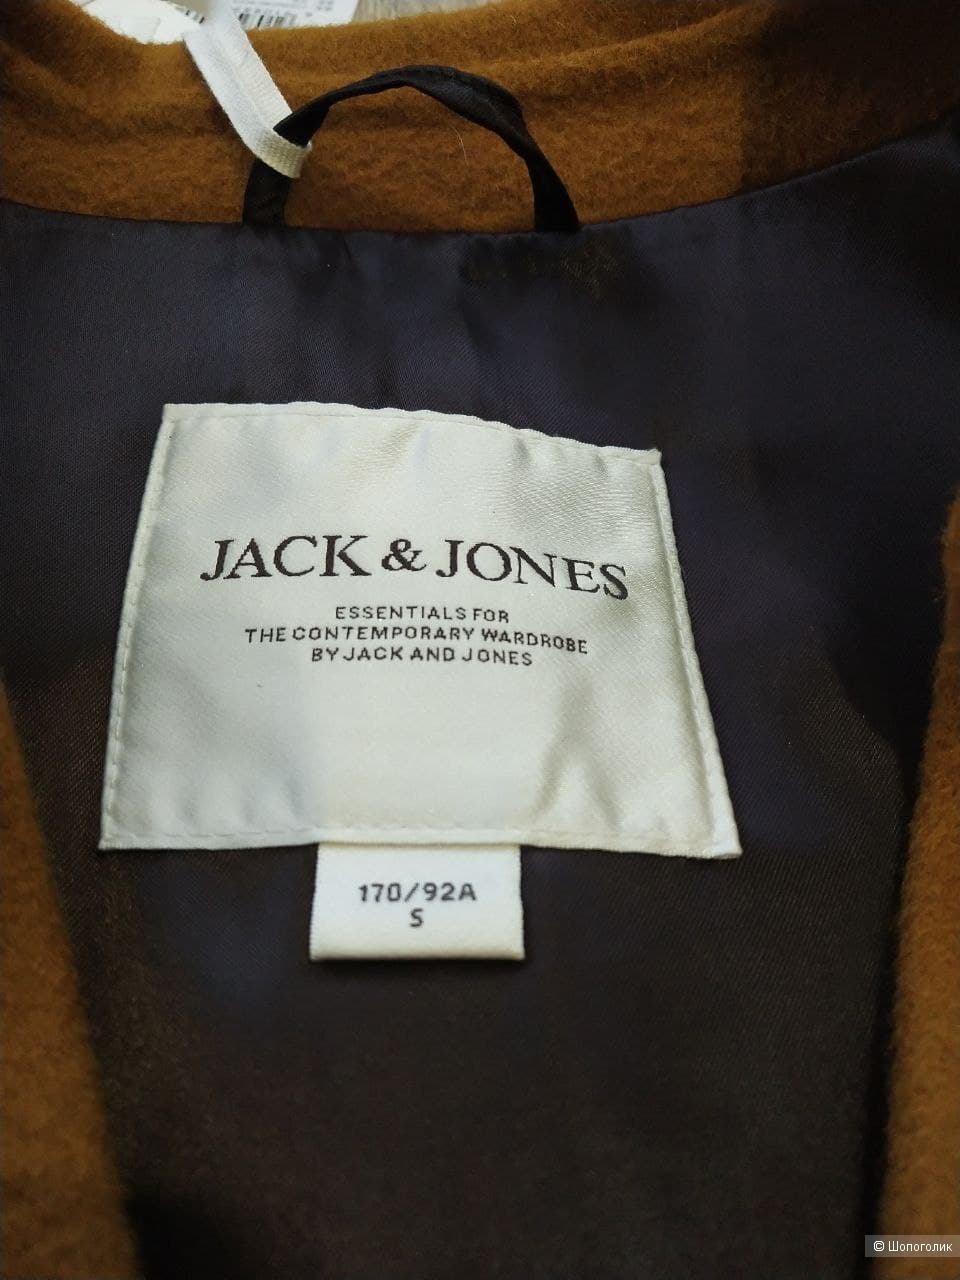 JACK & JONES
ESSENTIALS FOR
THE CONTEMPORARY WARDROBE
BY JACK AND JONES
170/92A
S
© Шопоголик